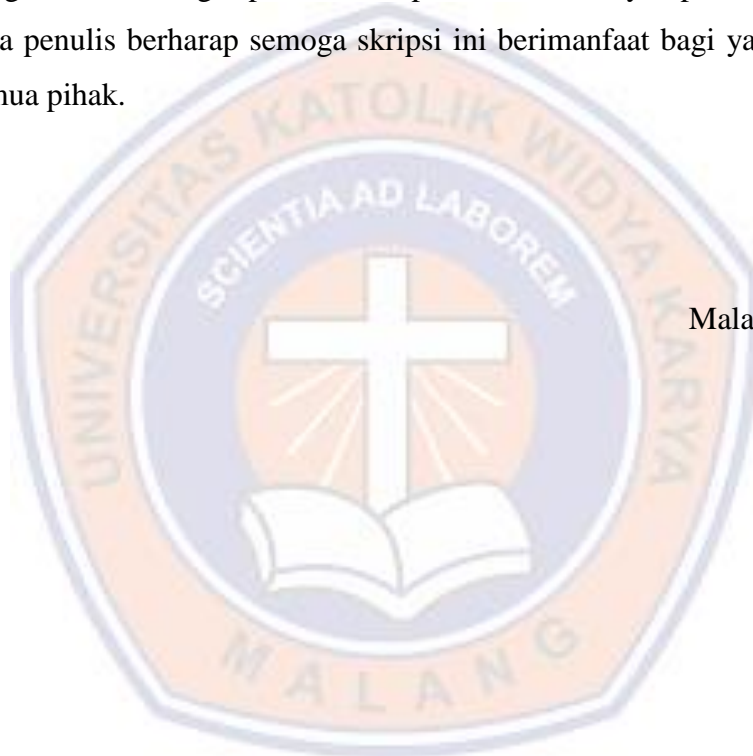 a penulis berharap semoga skripsi ini berimanfaat bagi ya
nua pihak.
UNIVERSITAS KATOLIK WIDYA KARYA
SCIENTIA AD LABOREM
Mala
MALANG